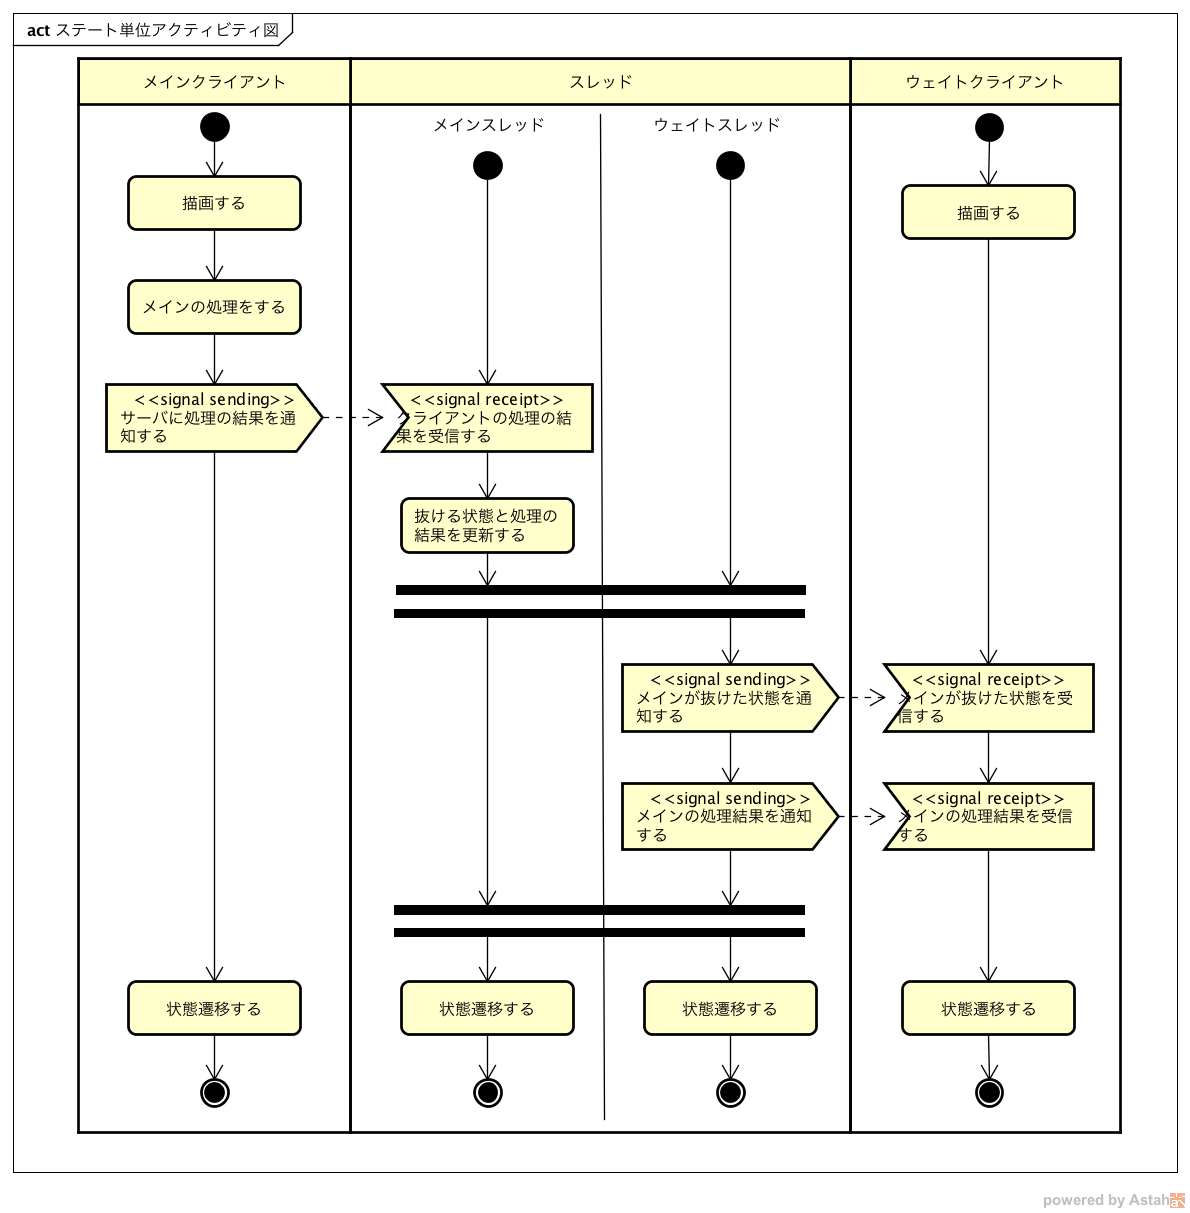 act ステート単位アクティビティ図
メインクライアント
スレッド
ウェイトクライアント
メインスレッド
ウェイトスレッド
描画する
描画する
メインの処理をする
<<signal sending>>
サーバに処理の結果を通
知する
<<signal receipt>>
クライアントの処理の結
果を受信する
抜ける状態と処理の
結果を更新する
<<signal sending>>
メインが抜けた状態を通
知する
<<signal receipt>>
メインが抜けた状態を受
信する
<<signal sending>>
メインの処理結果を通知
する
<<signal receipt>>
メインの処理結果を受信
する
状態遷移する
状態遷移する
状態遷移する
状態遷移する
powered by Astah